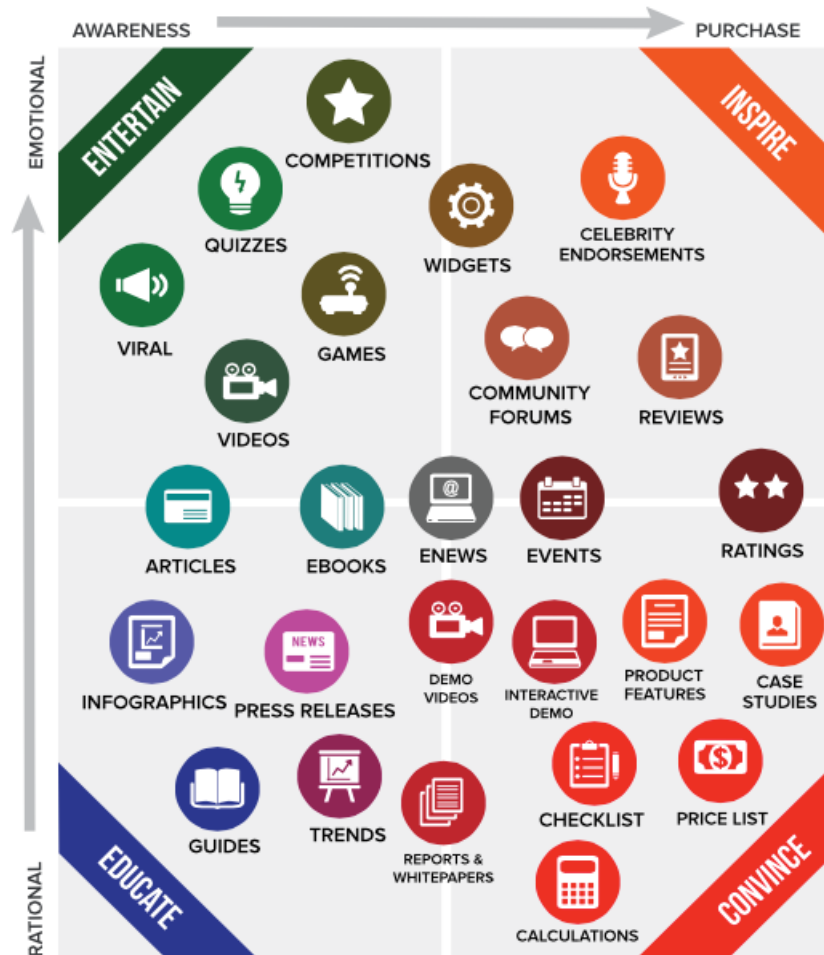 AWARENESS
PURCHASE
EMOTIONAL
ENTERTAIN
INSPIRE
COMPETITIONS
QUIZZES
WIDGETS
CELEBRITY
ENDORSEMENTS
VIRAL
GAMES
COMMUNITY
FORUMS
REVIEWS
VIDEOS
@
ARTICLES
EBOOKS
ENEWS
EVENTS
RATINGS
NEWS
INFOGRAPHICS
PRESS RELEASES
DEMO
VIDEOS
INTERACTIVE
DEMO
PRODUCT
FEATURES
CASE
STUDIES
$
GUIDES
TRENDS
REPORTS &
WHITEPAPERS
CHECKLIST
PRICE LIST
CALCULATIONS
RATIONAL
EDUCATE
CONVINCE